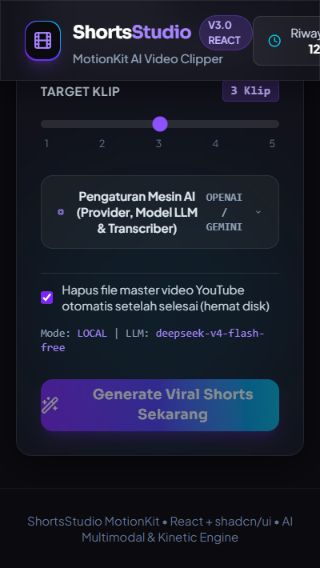 ShortsStudio
V3.0
REACT
MotionKit AI Video Clipper
Riway
12
TARGET KLIP
3 Klip
1 2 3 4 5
Pengaturan Mesin AI
(Provider, Model LLM
& Transcriber)
OPENAI
/
GEMINI
Hapus file master video YouTube
otomatis setelah selesai (hemat disk)
Mode: LOCAL | LLM: deepseek-v4-flash-
free
Generate Viral Shorts
Sekarang
ShortsStudio MotionKit • React + shadcn/ui • AI
Multimodal & Kinetic Engine